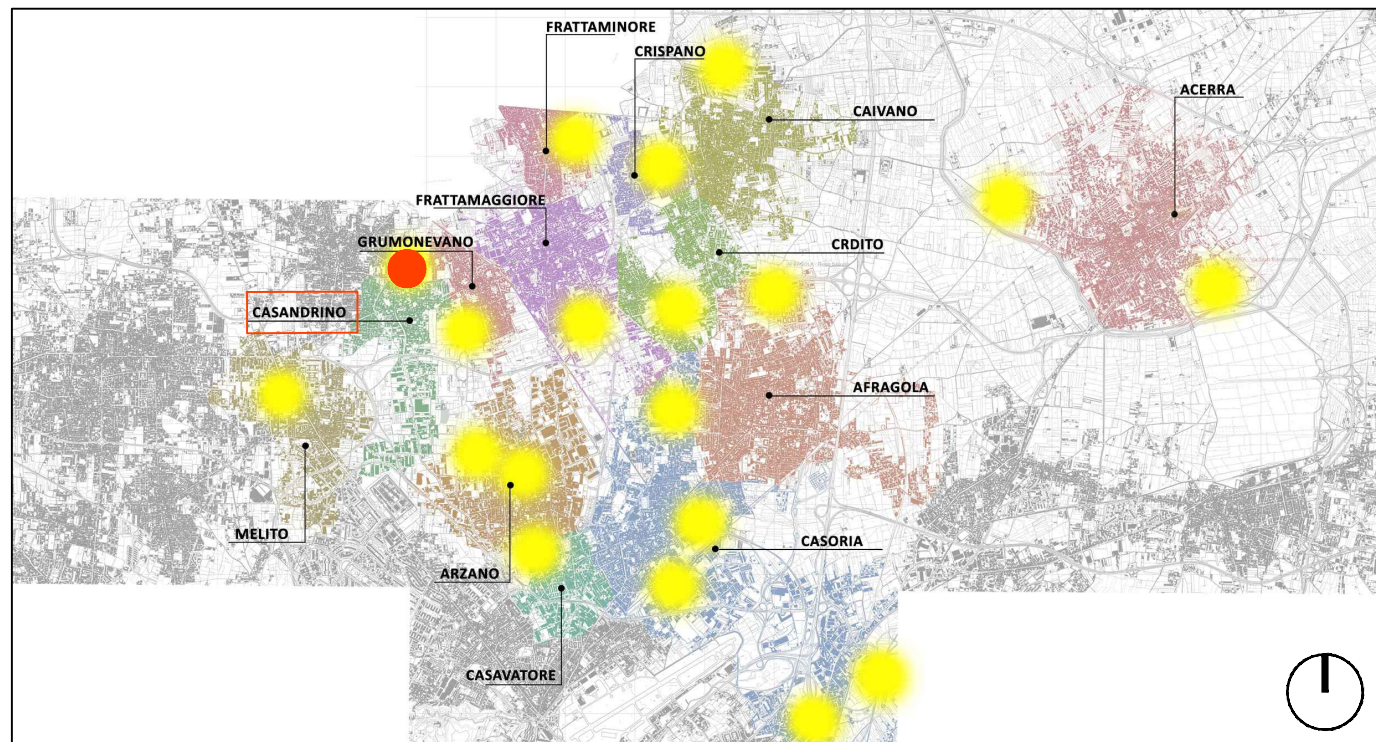 FRATTAMINORE
CRISPANO
ACERRA
CAIVANO
FRATTAMAGGIORE
GRUMONEVANO
CRDITO
CASANDRINO
AFRAGOLA
MELITO
CASORIA
ARZANO
CASAVATORE